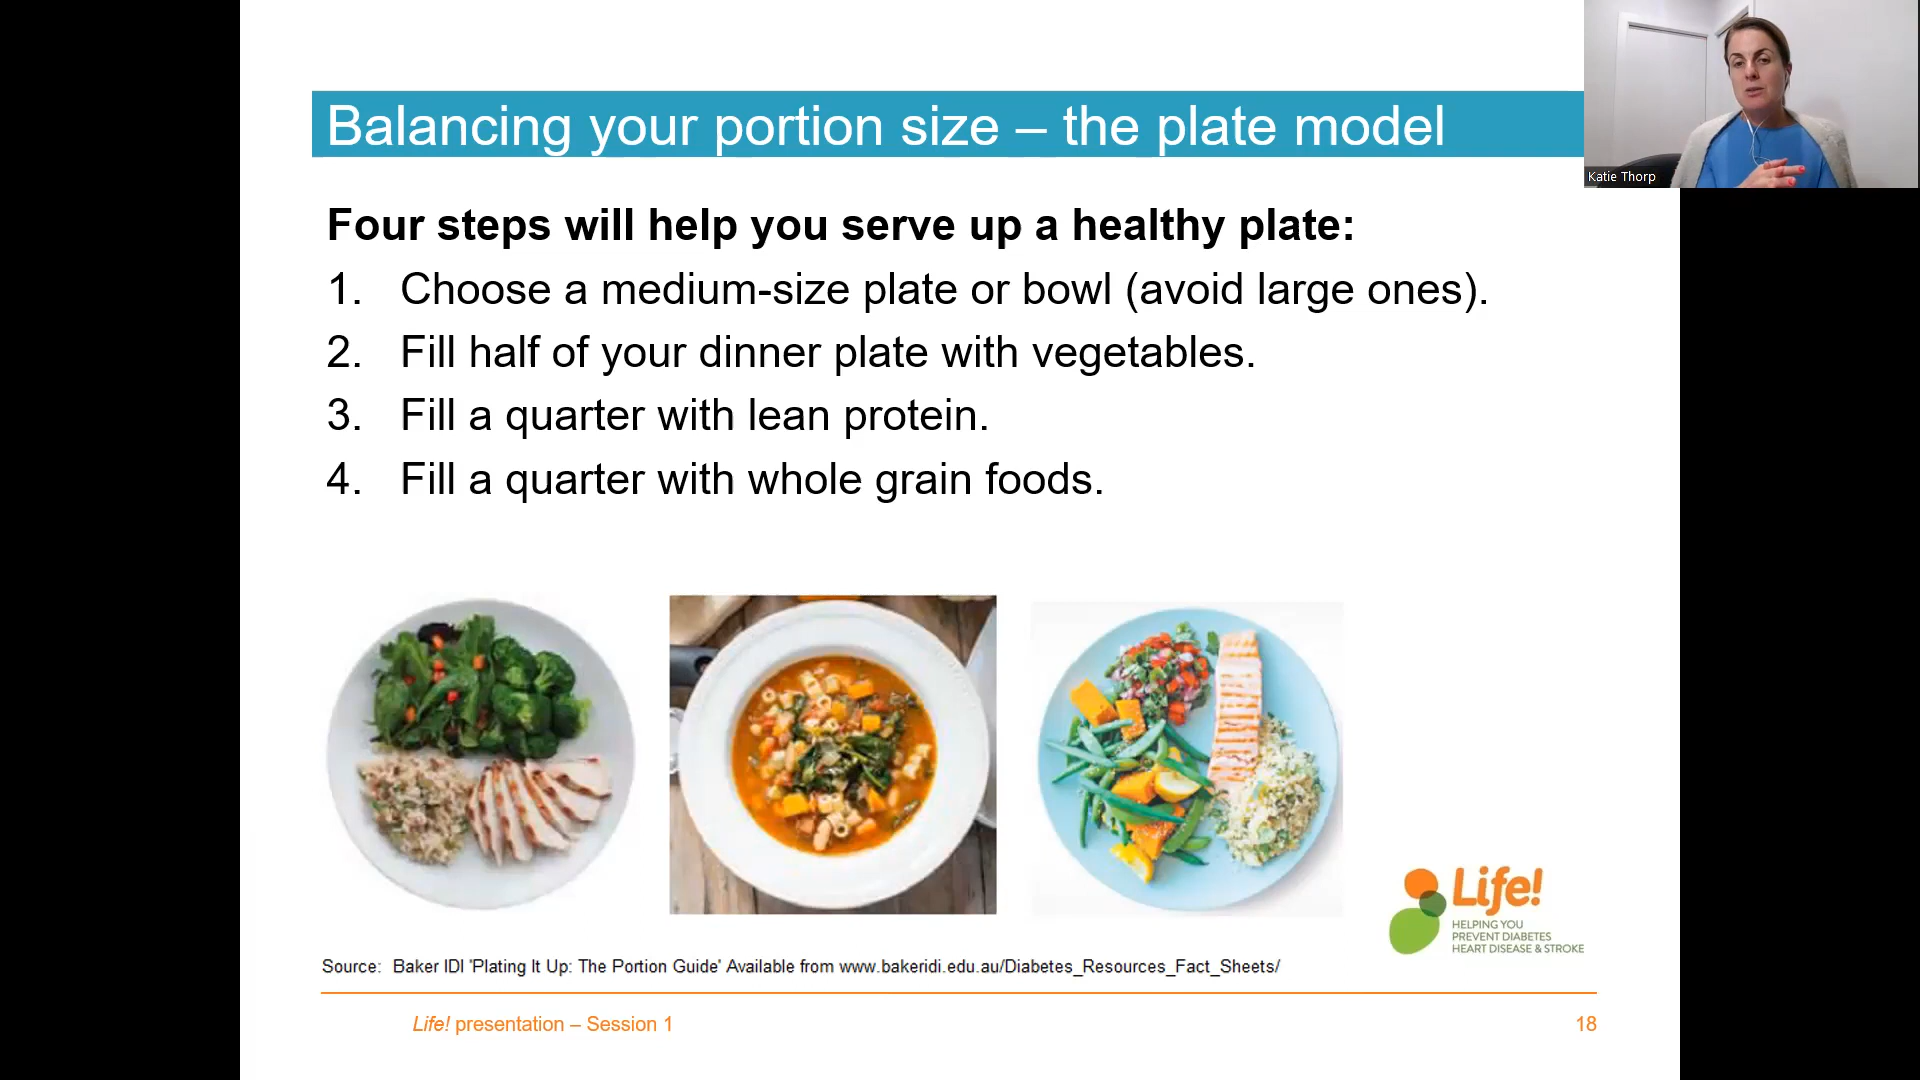 Balancing your portion size – the plate model
Katie Thorp
Four steps will help you serve up a healthy plate:
1. Choose a medium-size plate or bowl (avoid large ones).
2. Fill half of your dinner plate with vegetables.
3. Fill a quarter with lean protein.
4. Fill a quarter with whole grain foods.
Life!
HELPING YOU
PREVENT DIABETES
HEART DISEASE & STROKE
Source: Baker IDI 'Plating It Up: The Portion Guide' Available from www.bakeridi.edu.au/Diabetes_Resources_Fact_Sheets/
Life! presentation – Session 1
18